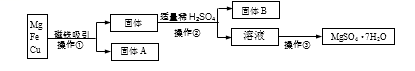 Mg
Fe
Cu
磁铁吸引
操作①
固体
固体A
适量稀H₂SO₄
操作②
固体B
溶液
操作③
MgSO₄·7H₂O